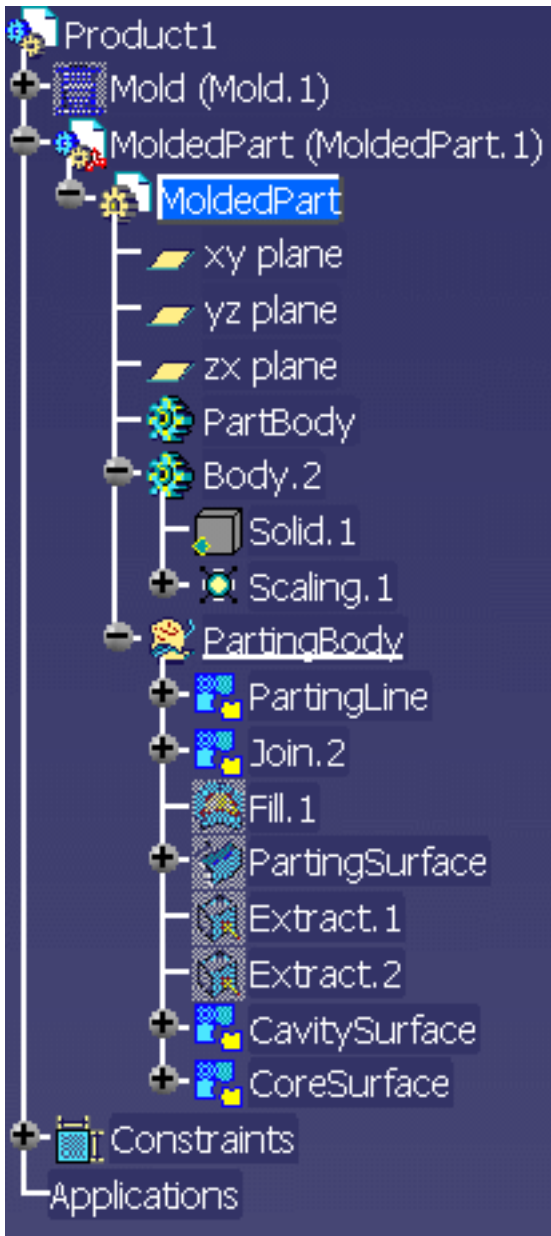 Product1
Mold (Mold.1)
MoldedPart (MoldedPart.1)
MoldedPart
xy plane
yz plane
zx plane
PartBody
Body.2
Solid.1
Scaling.1
PartingBody
PartingLine
Join.2
Fill.1
PartingSurface
Extract.1
Extract.2
CavitySurface
CoreSurface
Constraints
Applications